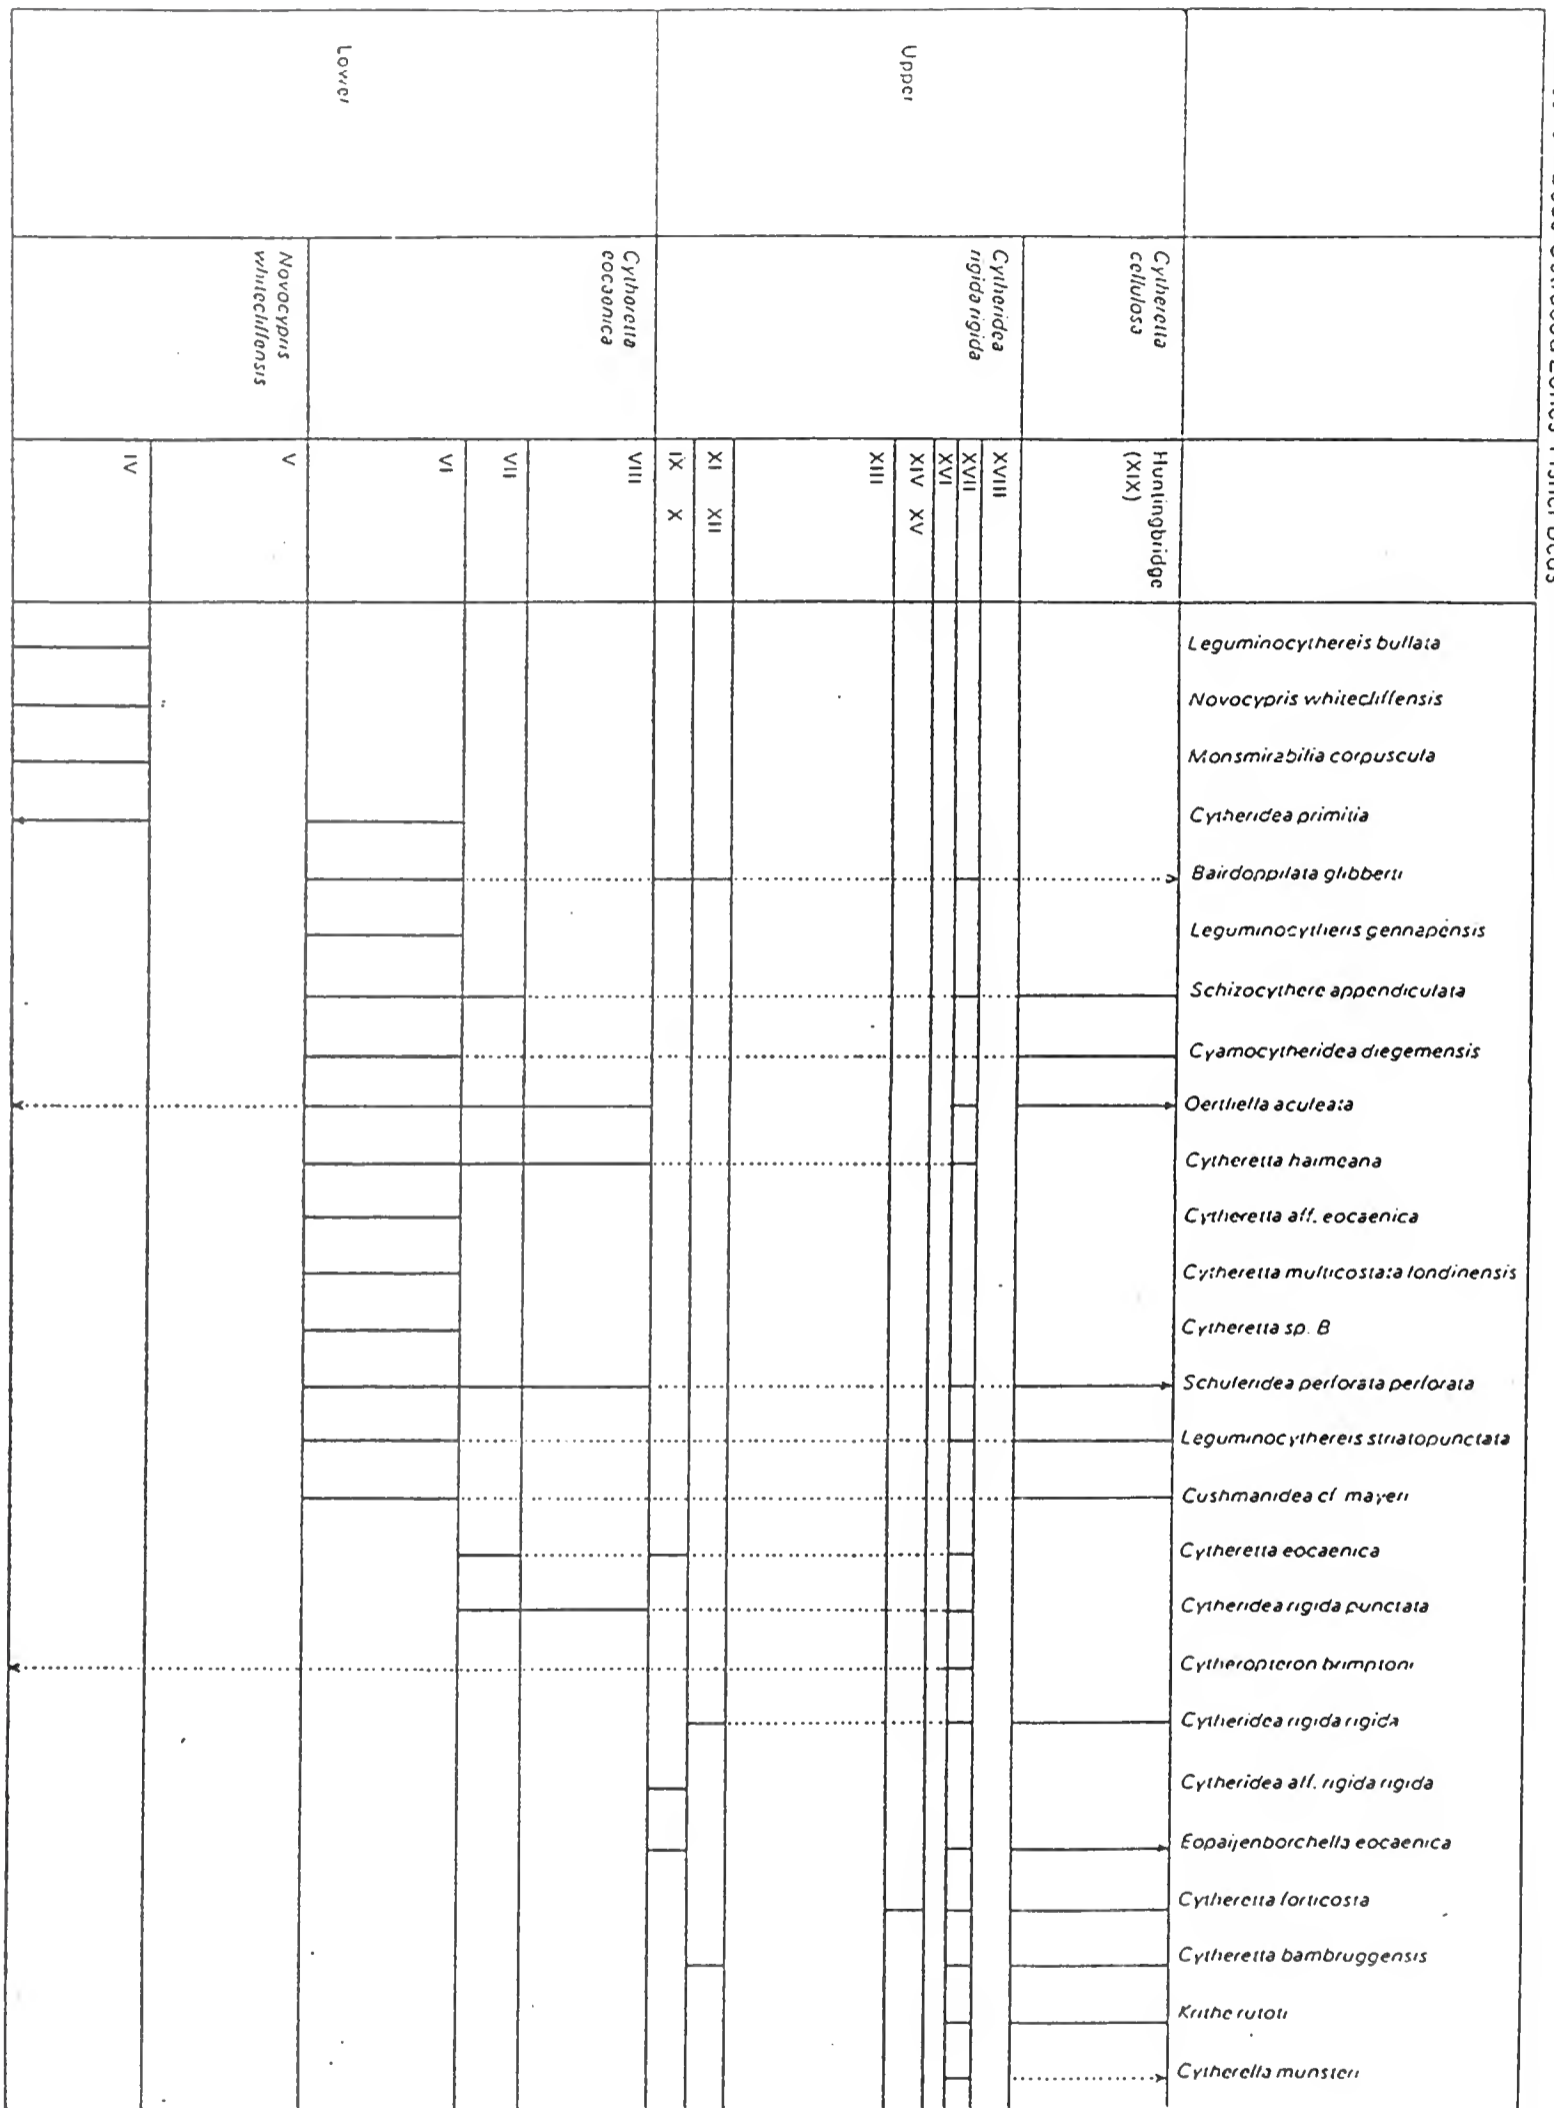 Ostracod Zones Fisher Beds
Upper
Lower
Cytheretta
cellulosa
Cytheridea
rigida rigida
Cytheretta
eocaenica
Novocypris
whitecliffensis
Huntingbridge
(XIX)
XVIII
XVII
XVI
XIV XV
XIII
XI XII
IX X
VIII
VII
VI
V
IV
Leguminocythereis bullata
Novocypris whitecliffensis
Monsmirabilia corpuscula
Cytheridea primitia
Bairdoppilata glibberti
Leguminocytheris gennapensis
Schizocythere appendiculata
Cyamocytheridea diegemensis
Oertliella aculeata
Cytheretta haimeana
Cytheretta aff. eocaenica
Cytheretta multicostata londinensis
Cytheretta sp. B
Schuleridea perforata perforata
Leguminocythereis striatopunctata
Cushmanidea cf mayeri
Cytheretta eocaenica
Cytheridea rigida punctata
Cytheropteron brimptoni
Cytheridea rigida rigida
Cytheridea aff. rigida rigida
Eopaijenborchella eocaenica
Cytheretta forticosta
Cytheretta bambruggensis
Krithe rutoti
Cytherella munsteri